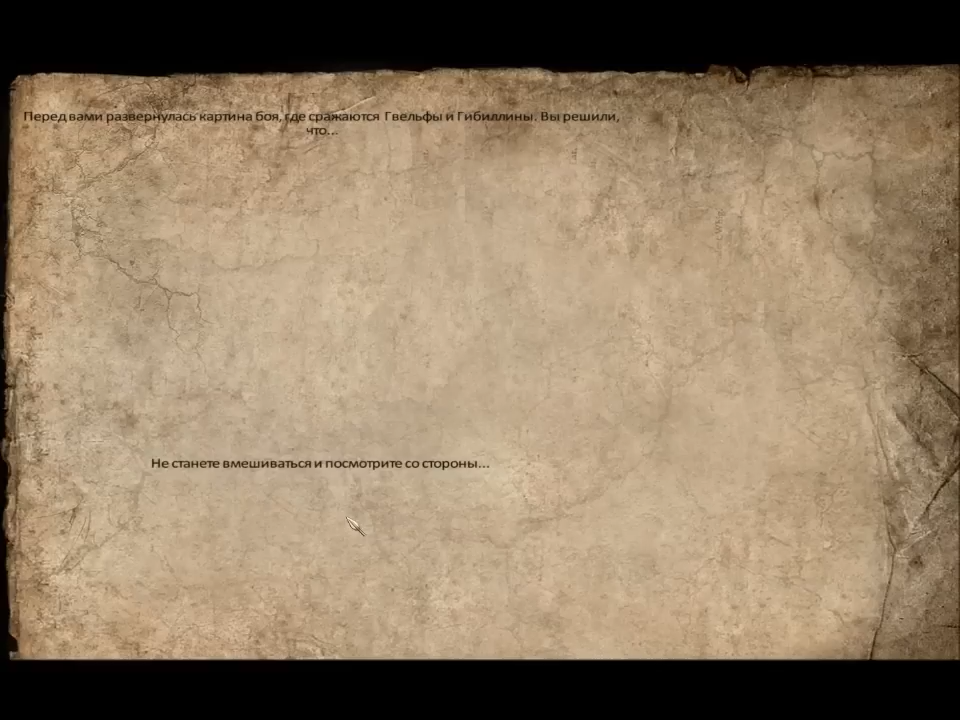 Перед вами развернулась картина боя, где сражаются Гвельфы и Гибиллины. Вы решили,
что...
Не станете вмешиваться и посмотрите со стороны...